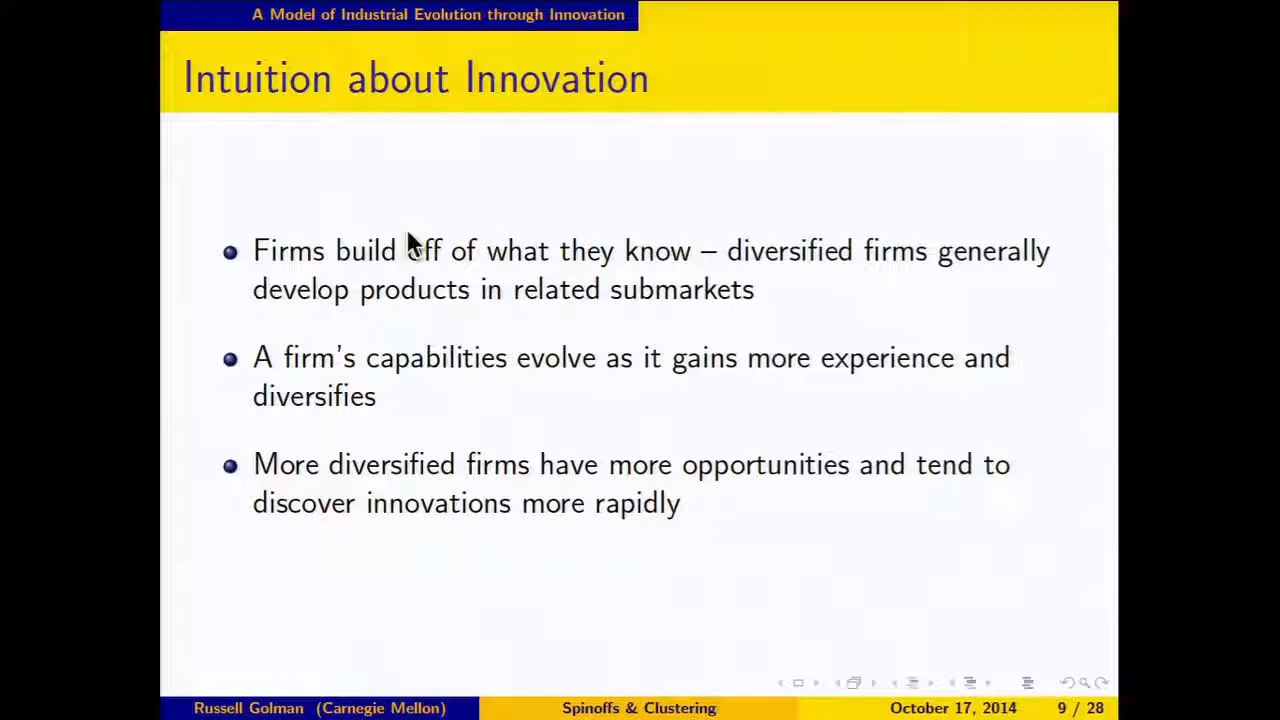 A Model of Industrial Evolution through Innovation
Intuition about Innovation
Firms build off of what they know – diversified firms generally
develop products in related submarkets
A firm's capabilities evolve as it gains more experience and
diversifies
More diversified firms have more opportunities and tend to
discover innovations more rapidly
Russell Golman (Carnegie Mellon) Spinoffs & Clustering October 17, 2014 9 / 28